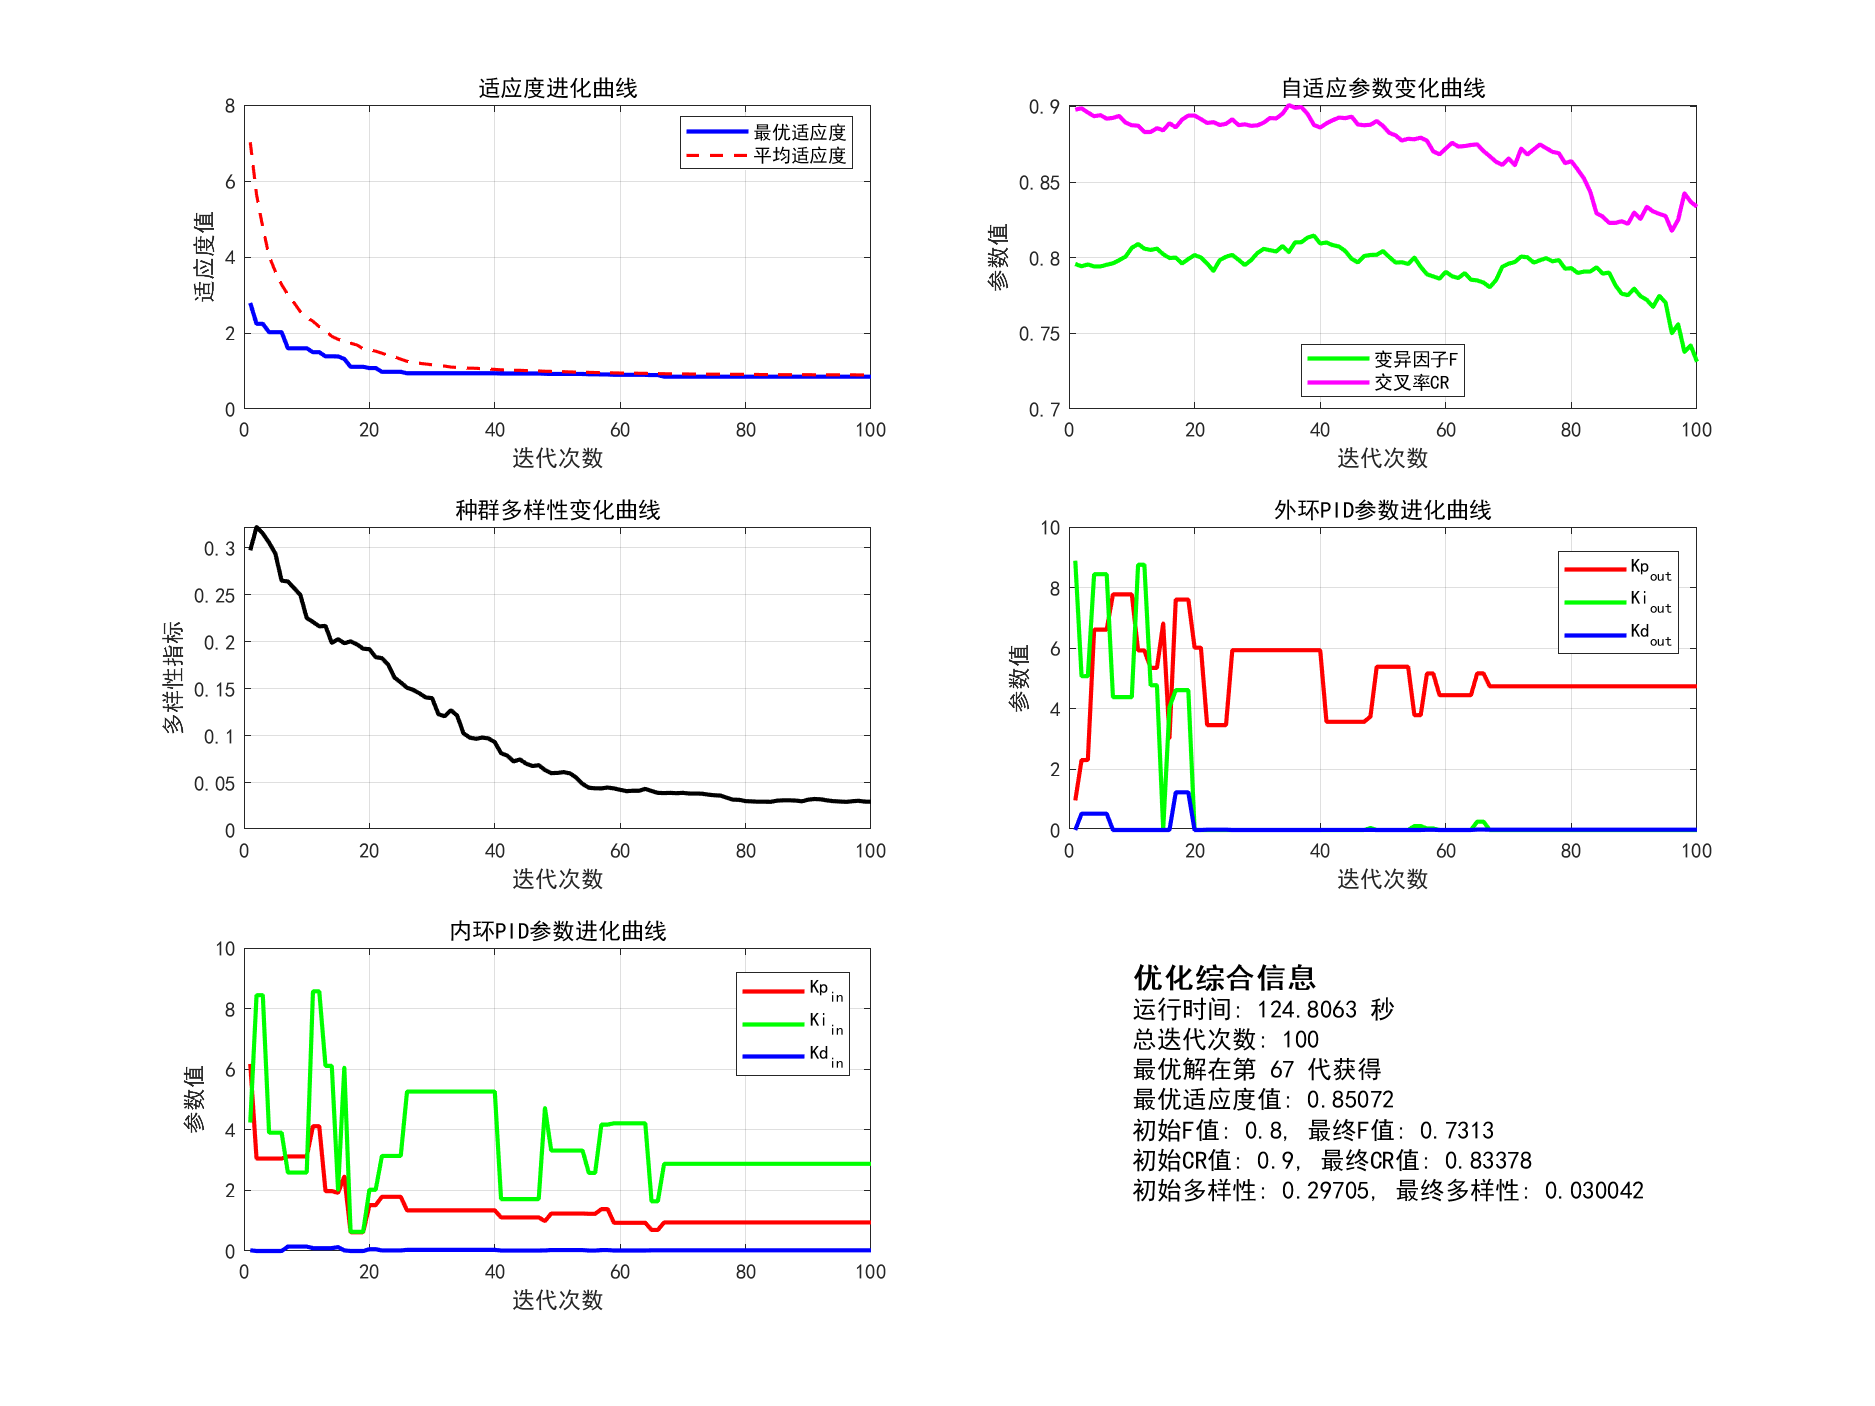 适应度进化曲线
8
6
4
2
0
0 20 40 60 80 100
适应度值
迭代次数
最优适应度
平均适应度
自适应参数变化曲线
0.9
0.85
0.8
0.75
0.7
0 20 40 60 80 100
参数值
迭代次数
变异因子F
交叉率CR
种群多样性变化曲线
0.3
0.25
0.2
0.15
0.1
0.05
0
0 20 40 60 80 100
多样性指标
迭代次数
外环PID参数进化曲线
10
8
6
4
2
0
0 20 40 60 80 100
参数值
迭代次数
Kp out
Ki out
Kd out
内环PID参数进化曲线
10
8
6
4
2
0
0 20 40 60 80 100
参数值
迭代次数
Kp in
Ki in
Kd in
优化综合信息
运行时间: 124.8063 秒
总迭代次数: 100
最优解在第 67 代获得
最优适应度值: 0.85072
初始F值: 0.8, 最终F值: 0.7313
初始CR值: 0.9, 最终CR值: 0.83378
初始多样性: 0.29705, 最终多样性: 0.030042